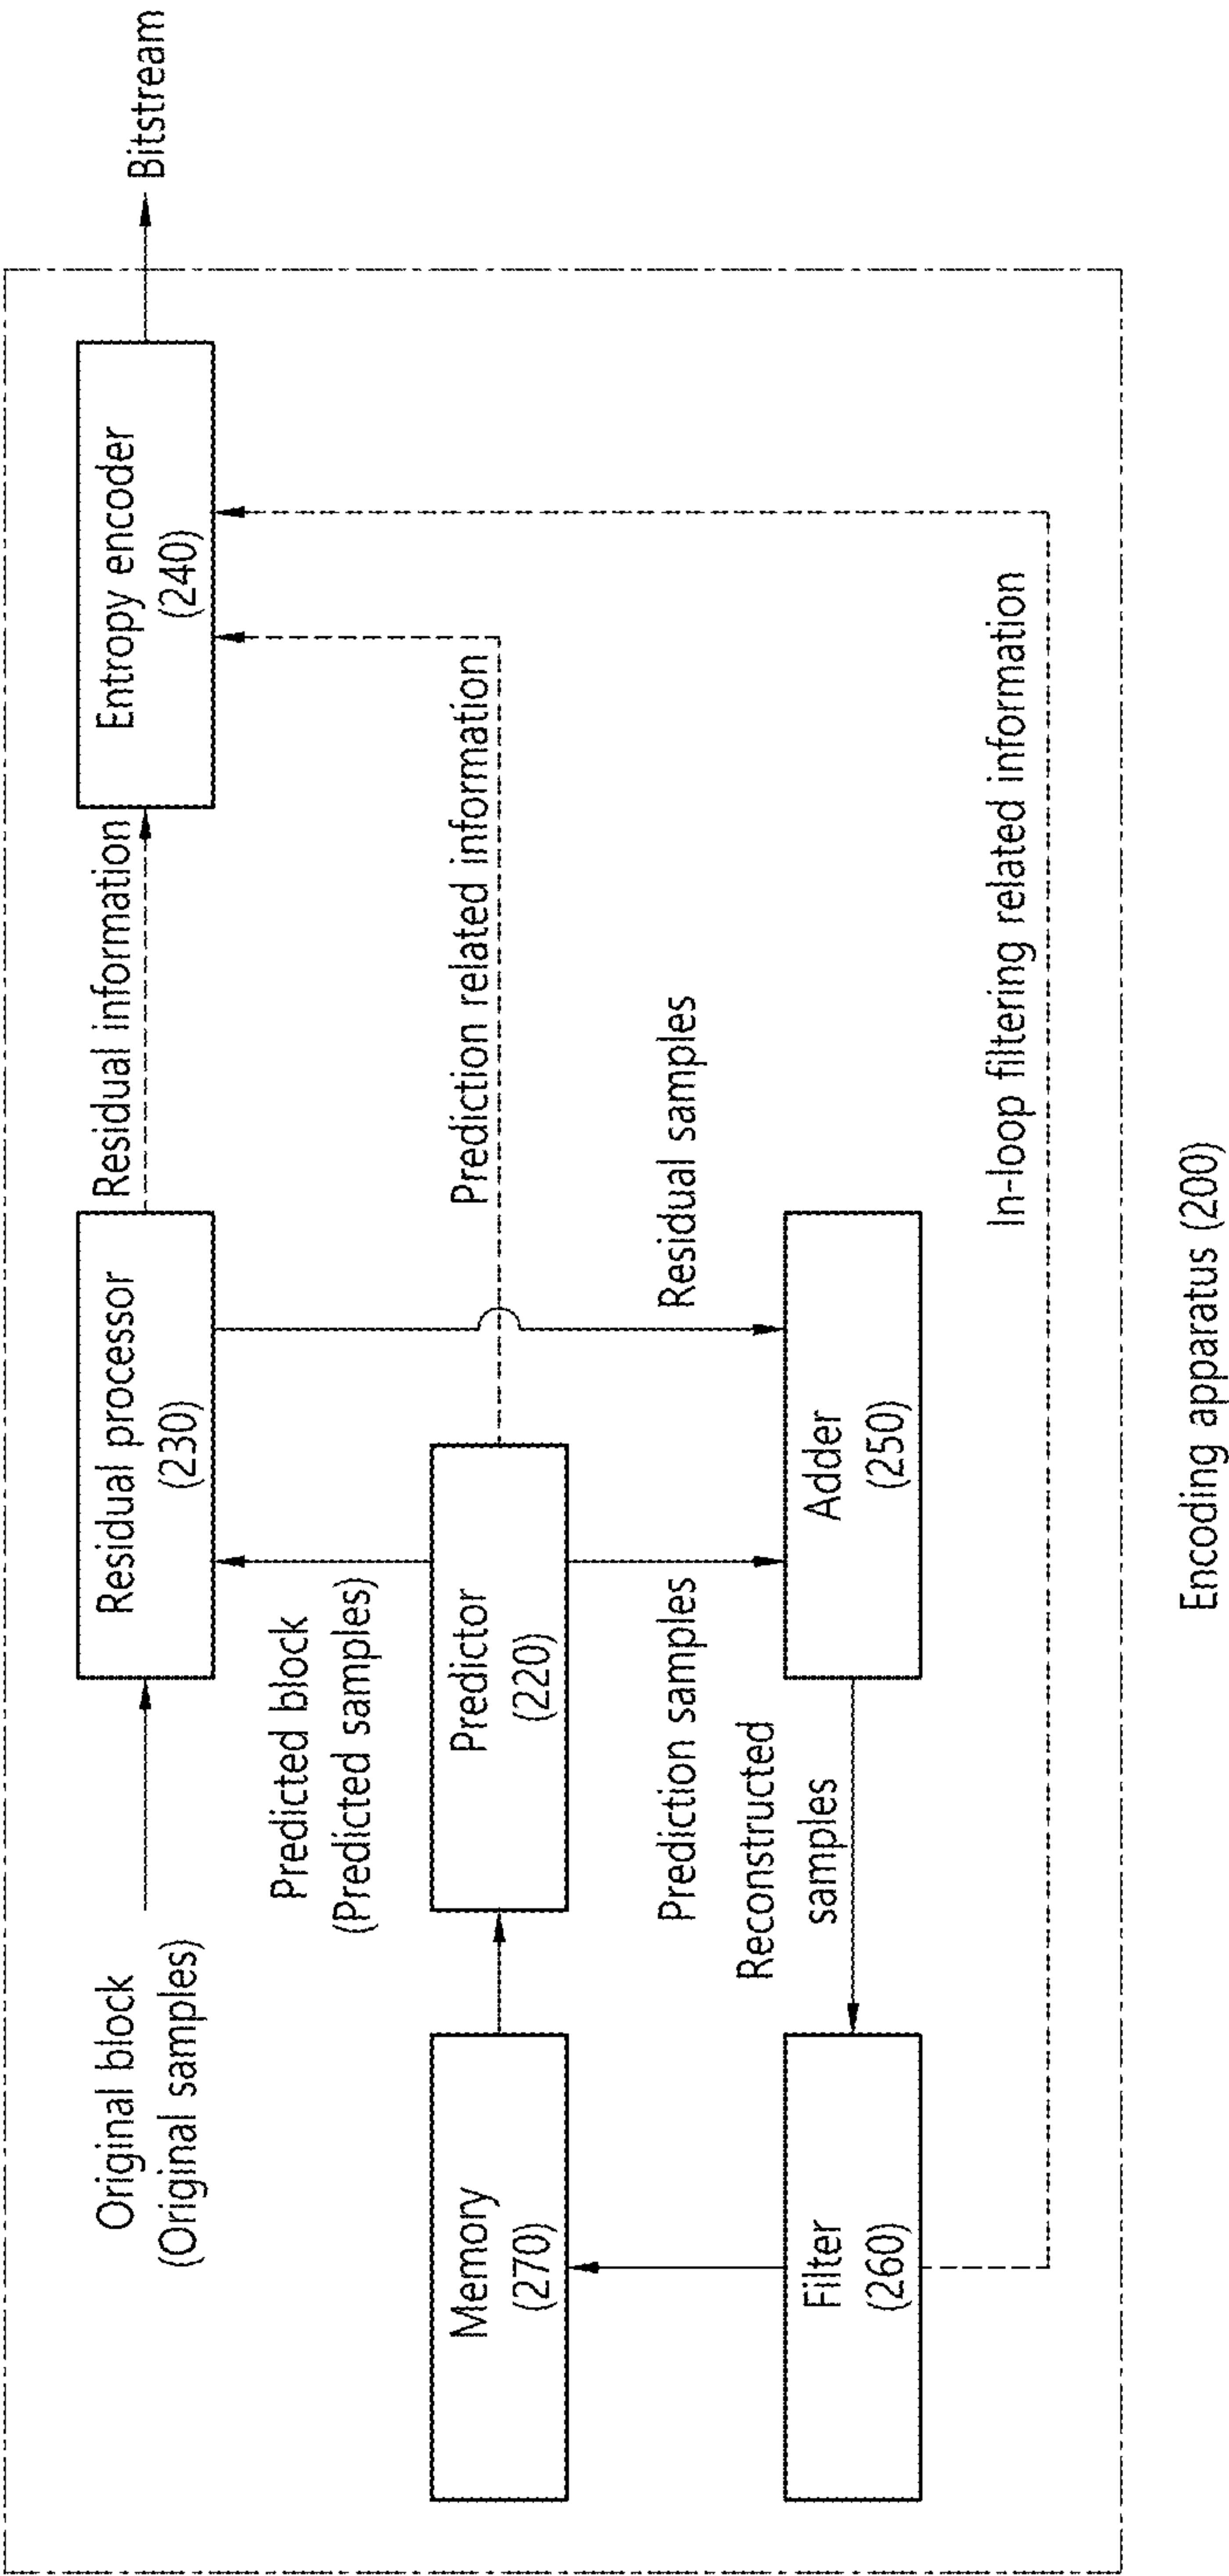 Original block
(Original samples)
Residual processor
(230)
Residual information
Entropy encoder
(240)
Bitstream
Predicted block
(Predicted samples)
Memory
(270)
Predictor
(220)
Prediction related information
Prediction samples
Residual samples
Reconstructed
samples
Filter
(260)
Adder
(250)
In-loop filtering related information
Encoding apparatus (200)